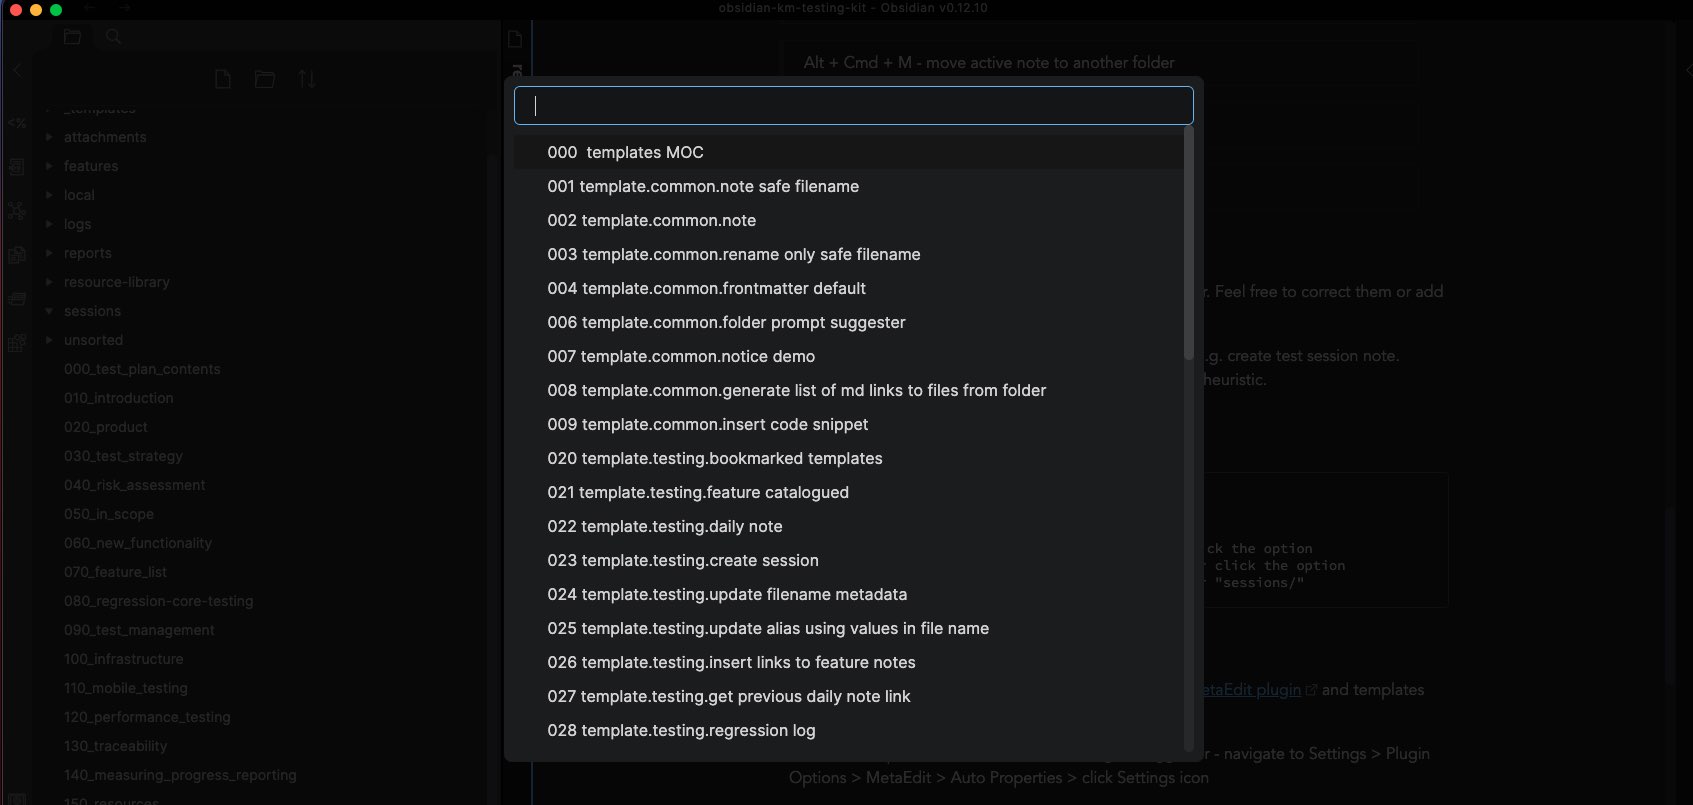 obsidian-km-testing-kit - Obsidian v0.12.10
_templates
attachments
features
local
logs
reports
resource-library
sessions
unsorted
000_test_plan_contents
010_introduction
020_product
030_test_strategy
040_risk_assessment
050_in_scope
060_new_functionality
070_feature_list
080_regression-core-testing
090_test_management
100_infrastructure
110_mobile_testing
120_performance_testing
130_traceability
140_measuring_progress_reporting
150_resources
re
Alt + Cmd + M - move active note to another folder
000 templates MOC
001 template.common.note safe filename
002 template.common.note
003 template.common.rename only safe filename
004 template.common.frontmatter default
006 template.common.folder prompt suggester
007 template.common.notice demo
008 template.common.generate list of md links to files from folder
009 template.common.insert code snippet
020 template.testing.bookmarked templates
021 template.testing.feature catalogued
022 template.testing.daily note
023 template.testing.create session
024 template.testing.update filename metadata
025 template.testing.update alias using values in file name
026 template.testing.insert links to feature notes
027 template.testing.get previous daily note link
028 template.testing.regression log
r. Feel free to correct them or add
.g. create test session note.
heuristic.
ck the option
r click the option
"sessions/"
etaEdit plugin and templates
r - navigate to Settings > Plugin
Options > MetaEdit > Auto Properties > click Settings icon